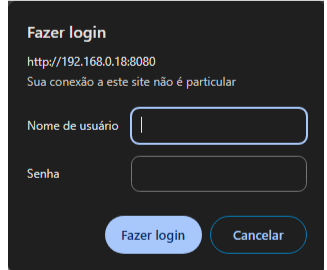 Fazer login
http://192.168.0.18:8080
Sua conexão a este site não é particular
Nome de usuário
Senha
Fazer login Cancelar